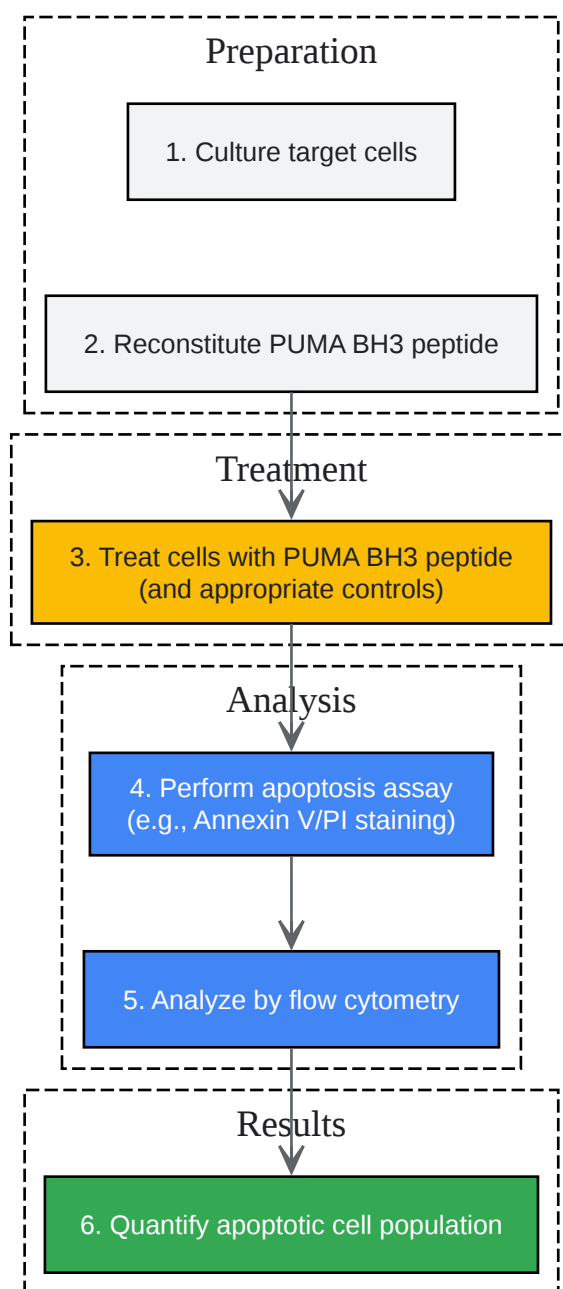 Preparation
1. Culture target cells
2. Reconstitute PUMA BH3 peptide
Treatment
3. Treat cells with PUMA BH3 peptide
(and appropriate controls)
Analysis
4. Perform apoptosis assay
(e.g., Annexin V/PI staining)
5. Analyze by flow cytometry
Results
6. Quantify apoptotic cell population